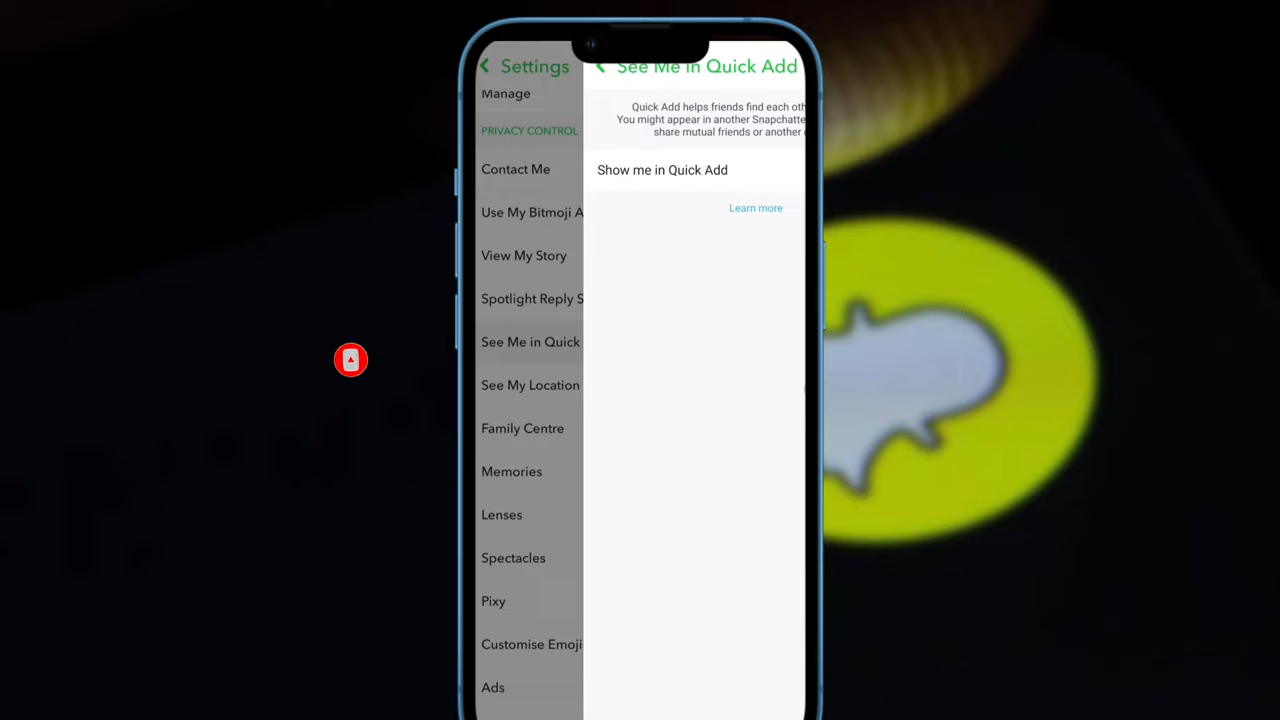 Settings
Manage
PRIVACY CONTROL
Contact Me
Use My Bitmoji A
View My Story
Spotlight Reply S
See Me in Quick
See My Location
Family Centre
Memories
Lenses
Spectacles
Pixy
Customise Emoji
Ads
See Me in Quick Add
Quick Add helps friends find each oth
You might appear in another Snapchatte
share mutual friends or another
Show me in Quick Add
Learn more